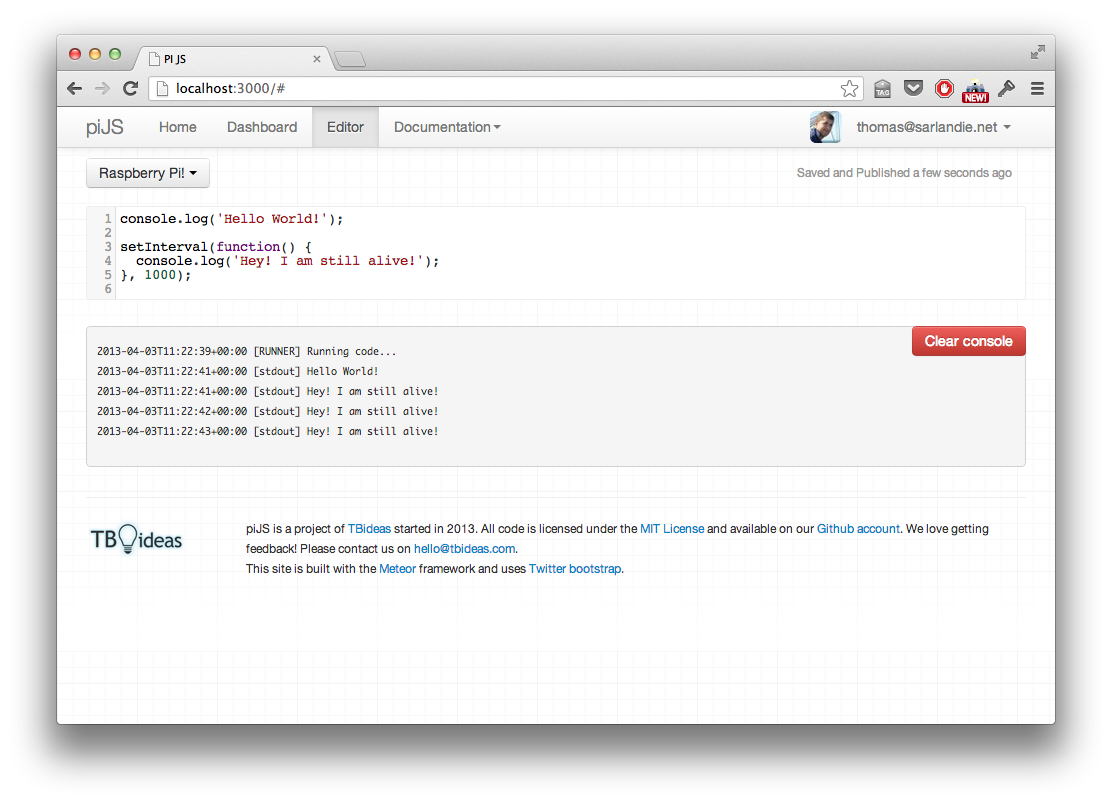 PI JS
localhost:3000/#
TAG
NEW!
piJS Home Dashboard Editor Documentation thomas@sarlandie.net
Raspberry Pi! Saved and Published a few seconds ago
1 console.log('Hello World!');
2
3 setInterval(function() {
4   console.log('Hey! I am still alive!');
5 }, 1000);
6
Clear console
2013-04-03T11:22:39+00:00 [RUNNER] Running code...
2013-04-03T11:22:41+00:00 [stdout] Hello World!
2013-04-03T11:22:41+00:00 [stdout] Hey! I am still alive!
2013-04-03T11:22:42+00:00 [stdout] Hey! I am still alive!
2013-04-03T11:22:43+00:00 [stdout] Hey! I am still alive!
TBideas
piJS is a project of TBideas started in 2013. All code is licensed under the MIT License and available on our Github account. We love getting
feedback! Please contact us on hello@tbideas.com.
This site is built with the Meteor framework and uses Twitter bootstrap.